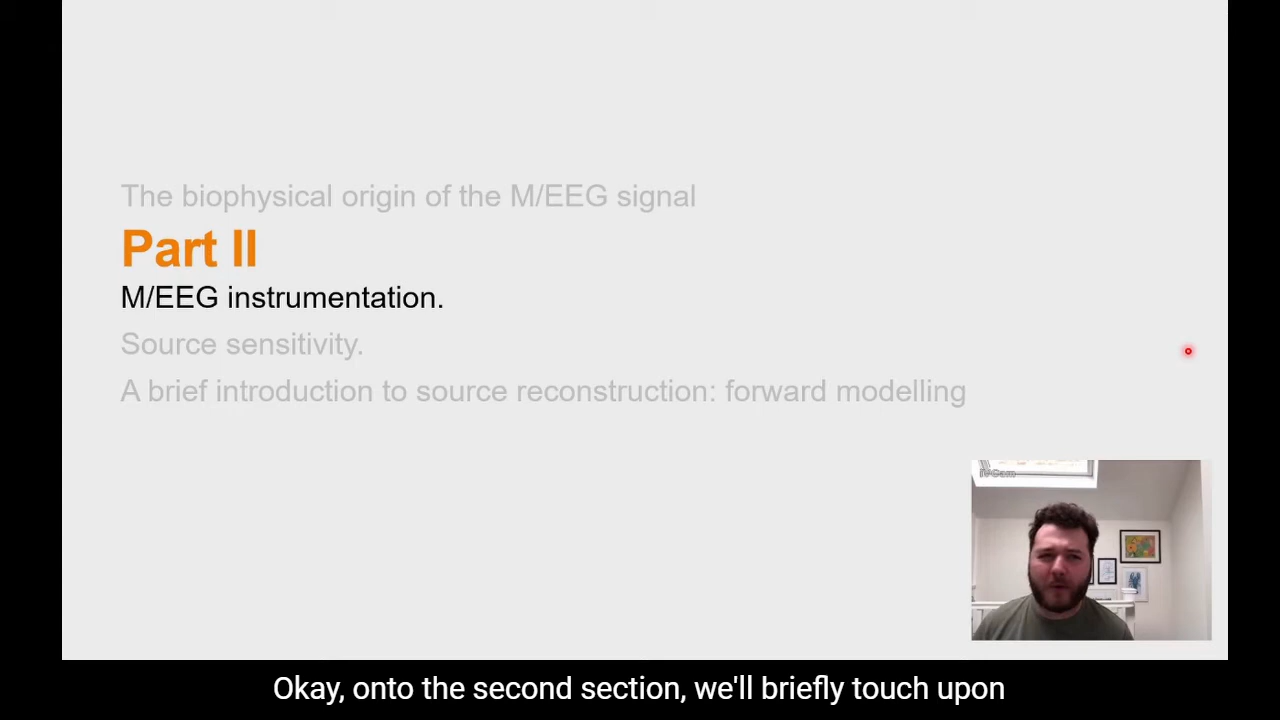 The biophysical origin of the M/EEG signal
Part II
M/EEG instrumentation.
Source sensitivity.
A brief introduction to source reconstruction: forward modelling
Okay, onto the second section, we'll briefly touch upon